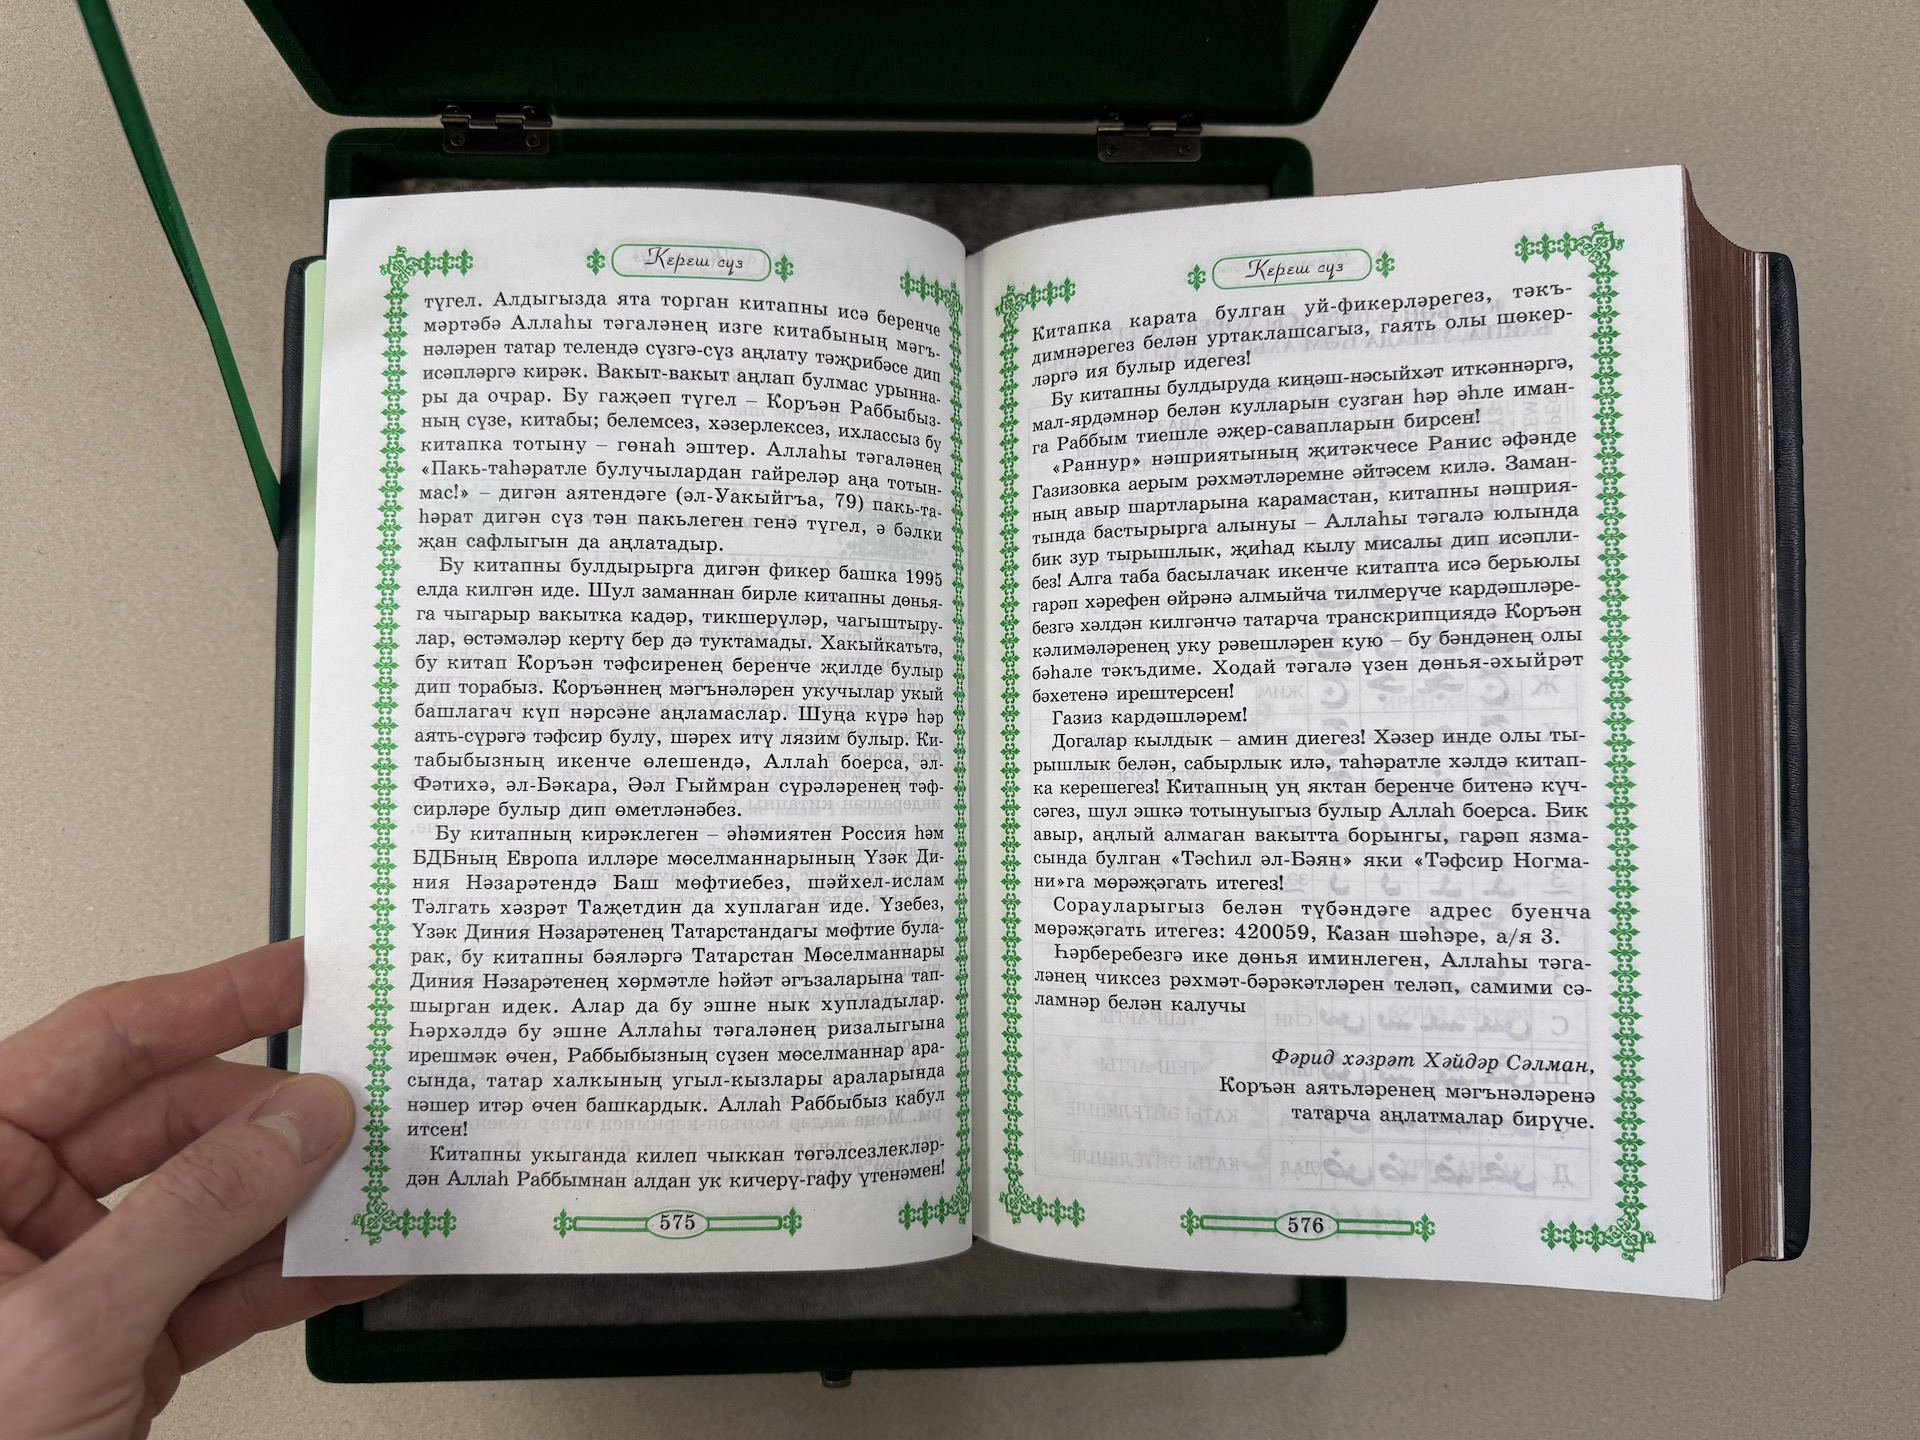 Кереш сүз
түгел. Алдыгызда ята торган китапны исә беренче
мәртәбә Аллаһы тәгаләнең изге китабының мәгъ-
нәләрен татар телендә сүзгә-сүз аңлату тәҗрибәсе дип
исәпләргә кирәк. Вакыт-вакыт аңлап булмас урынна-
ры да очрар. Бу гаҗәеп түгел – Коръән Раббыбыз-
ның сүзе, китабы; белемсез, хәзерлексез, ихлассыз бу
китапка тотыну – гөнаһ эштер. Аллаһы тәгаләнең
«Пакь-таһәратле булучылардан гайреләр аңа тотын-
мас!» – дигән аятендәге (әл-Уакыйгъа, 79) пакь-та-
һәрат дигән сүз тән пакьлеген генә түгел, ә бәлки
җан сафлыгын да аңлатадыр.
Бу китапны булдырырга дигән фикер башка 1995
елда килгән иде. Шул заманнан бирле китапны дөнья-
га чыгарыр вакытка кадәр, тикшерүләр, чагыштыру-
лар, өстәмәләр кертү бер дә туктамады. Хакыйкатьтә,
бу китап Коръән тәфсиренең беренче җилде булыр
дип торабыз. Коръәннең мәгънәләрен укучылар укый
башлагач күп нәрсәне аңламаслар. Шуңа күрә һәр
аять-сүрәгә тәфсир булу, шәрех итү лязим булыр. Ки-
табыбызның икенче өлешендә, Аллаһ боерса, әл-
Фәтихә, әл-Бәкара, Әәл Гыймран сүрәләренең тәф-
сирләре булыр дип өметләнәбез.
Бу китапның кирәклеген – әһәмиятен Россия һәм
БДБның Европа илләре мөселманнарының Үзәк Ди-
ния Нәзарәтендә Баш мөфтиебез, шәйхел-ислам
Тәлгать хәзрәт Таҗетдин да хуплаган иде. Үзебез,
Үзәк Диния Нәзарәтенең Татарстандагы мөфтие була-
рак, бу китапны бәяләргә Татарстан Мөселманнары
Диния Нәзарәтенең хөрмәтле һәйәт әгъзаларына тап-
шырган идек. Алар да бу эшне нык хупладылар.
Һәрхәлдә бу эшне Аллаһы тәгаләнең ризалыгына
ирешмәк өчен, Раббыбызның сүзен мөселманнар ара-
сында, татар халкының угыл-кызлары араларында
нәшер итәр өчен башкардык. Аллаһ Раббыбыз кабул
итсен!
Китапны укыганда килеп чыккан төгәлсезлекләр-
дән Аллаһ Раббымнан алдан ук кичерү-гафу үтенәмен!
575
Кереш сүз
Китапка карата булган уй-фикерләрегез, тәкъ-
димнәрегез белән уртаклашсагыз, гаять олы шөкер-
ләргә ия булыр идегез!
Бу китапны булдыруда киңәш-нәсыйхәт иткәннәргә,
мал-ярдәмнәр белән кулларын сузган һәр әһле иман-
га Раббым тиешле әҗер-савапларын бирсен!
«Раннур» нәшриятының җитәкчесе Ранис әфәнде
Газизовка аерым рәхмәтләремне әйтәсем килә. Заман-
ның авыр шартларына карамастан, китапны нәшрия-
тында бастырырга алынуы – Аллаһы тәгалә юлында
бик зур тырышлык, җиһад кылу мисалы дип исәпли-
без! Алга таба басылачак икенче китапта исә берьюлы
гарәп хәрефен өйрәнә алмыйча тилмерүче кардәшләре-
безгә хәлдән килгәнчә татарча транскрипциядә Коръән
кәлимәләренең уку рәвешләрен кую – бу бәндәнең олы
бәһале тәкъдиме. Ходай тәгалә үзен дөнья-әхыйрәт
бәхетенә ирештерсен!
Газиз кардәшләрем!
Догалар кылдык – амин диегез! Хәзер инде олы ты-
рышлык белән, сабырлык илә, таһәратле хәлдә китап-
ка керешегез! Китапның уң яктан беренче битенә күч-
сәгез, шул эшкә тотынуыгыз булыр Аллаһ боерса. Бик
авыр, аңлый алмаган вакытта борынгы, гарәп язма-
сында булган «Тәсһил әл-Бәян» яки «Тәфсир Ногма-
ни»га мөрәҗәгать итегез!
Сорауларыгыз белән түбәндәге адрес буенча
мөрәҗәгать итегез: 420059, Казан шәһәре, а/я 3.
Һәрберебезгә ике дөнья иминлеген, Аллаһы тәга-
ләнең чиксез рәхмәт-бәрәкәтләрен теләп, самими сә-
ламнәр белән калучы
Фәрид хәзрәт Хәйдәр Сәлман,
Коръән аятьләренең мәгънәләренә
татарча аңлатмалар бирүче.
576